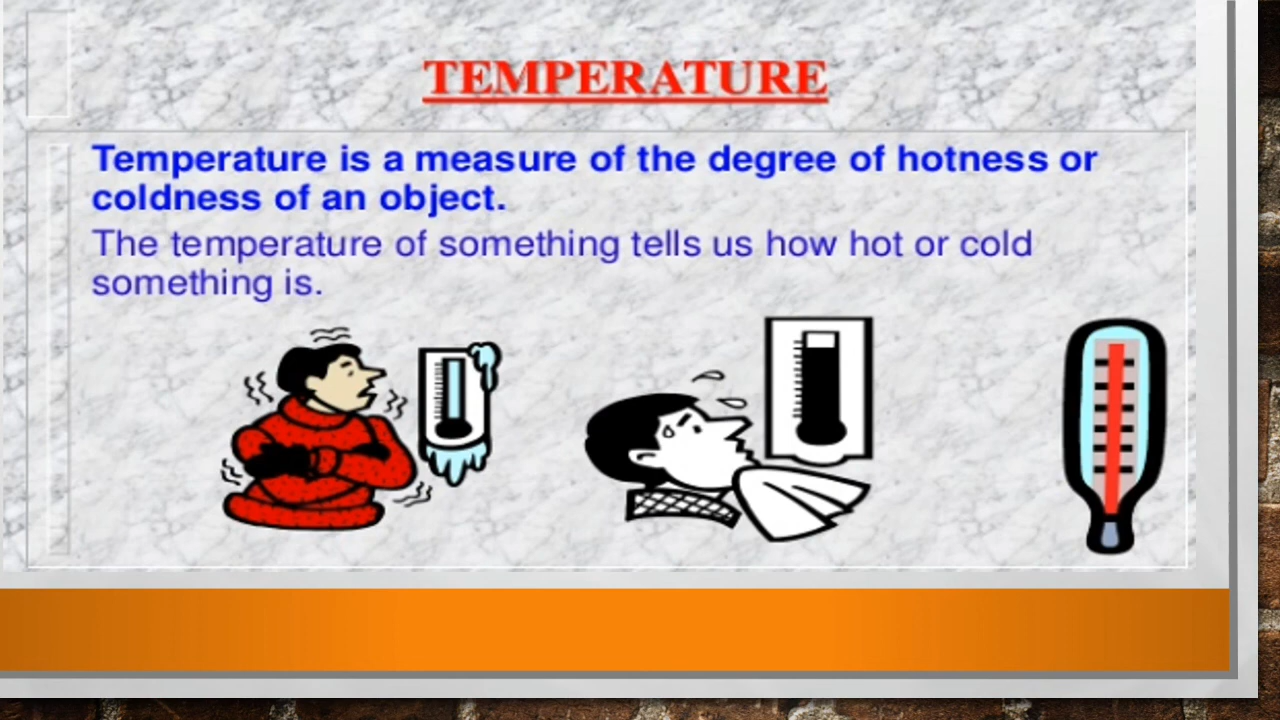 TEMPERATURE
Temperature is a measure of the degree of hotness or
coldness of an object.
The temperature of something tells us how hot or cold
something is.